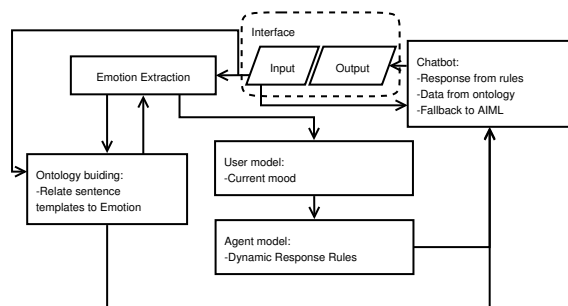 Interface
Input
Output
Chatbot:
-Response from rules
-Data from ontology
-Fallback to AIML
Emotion Extraction
Ontology buiding:
-Relate sentence
templates to Emotion
User model:
-Current mood
Agent model:
-Dynamic Response Rules